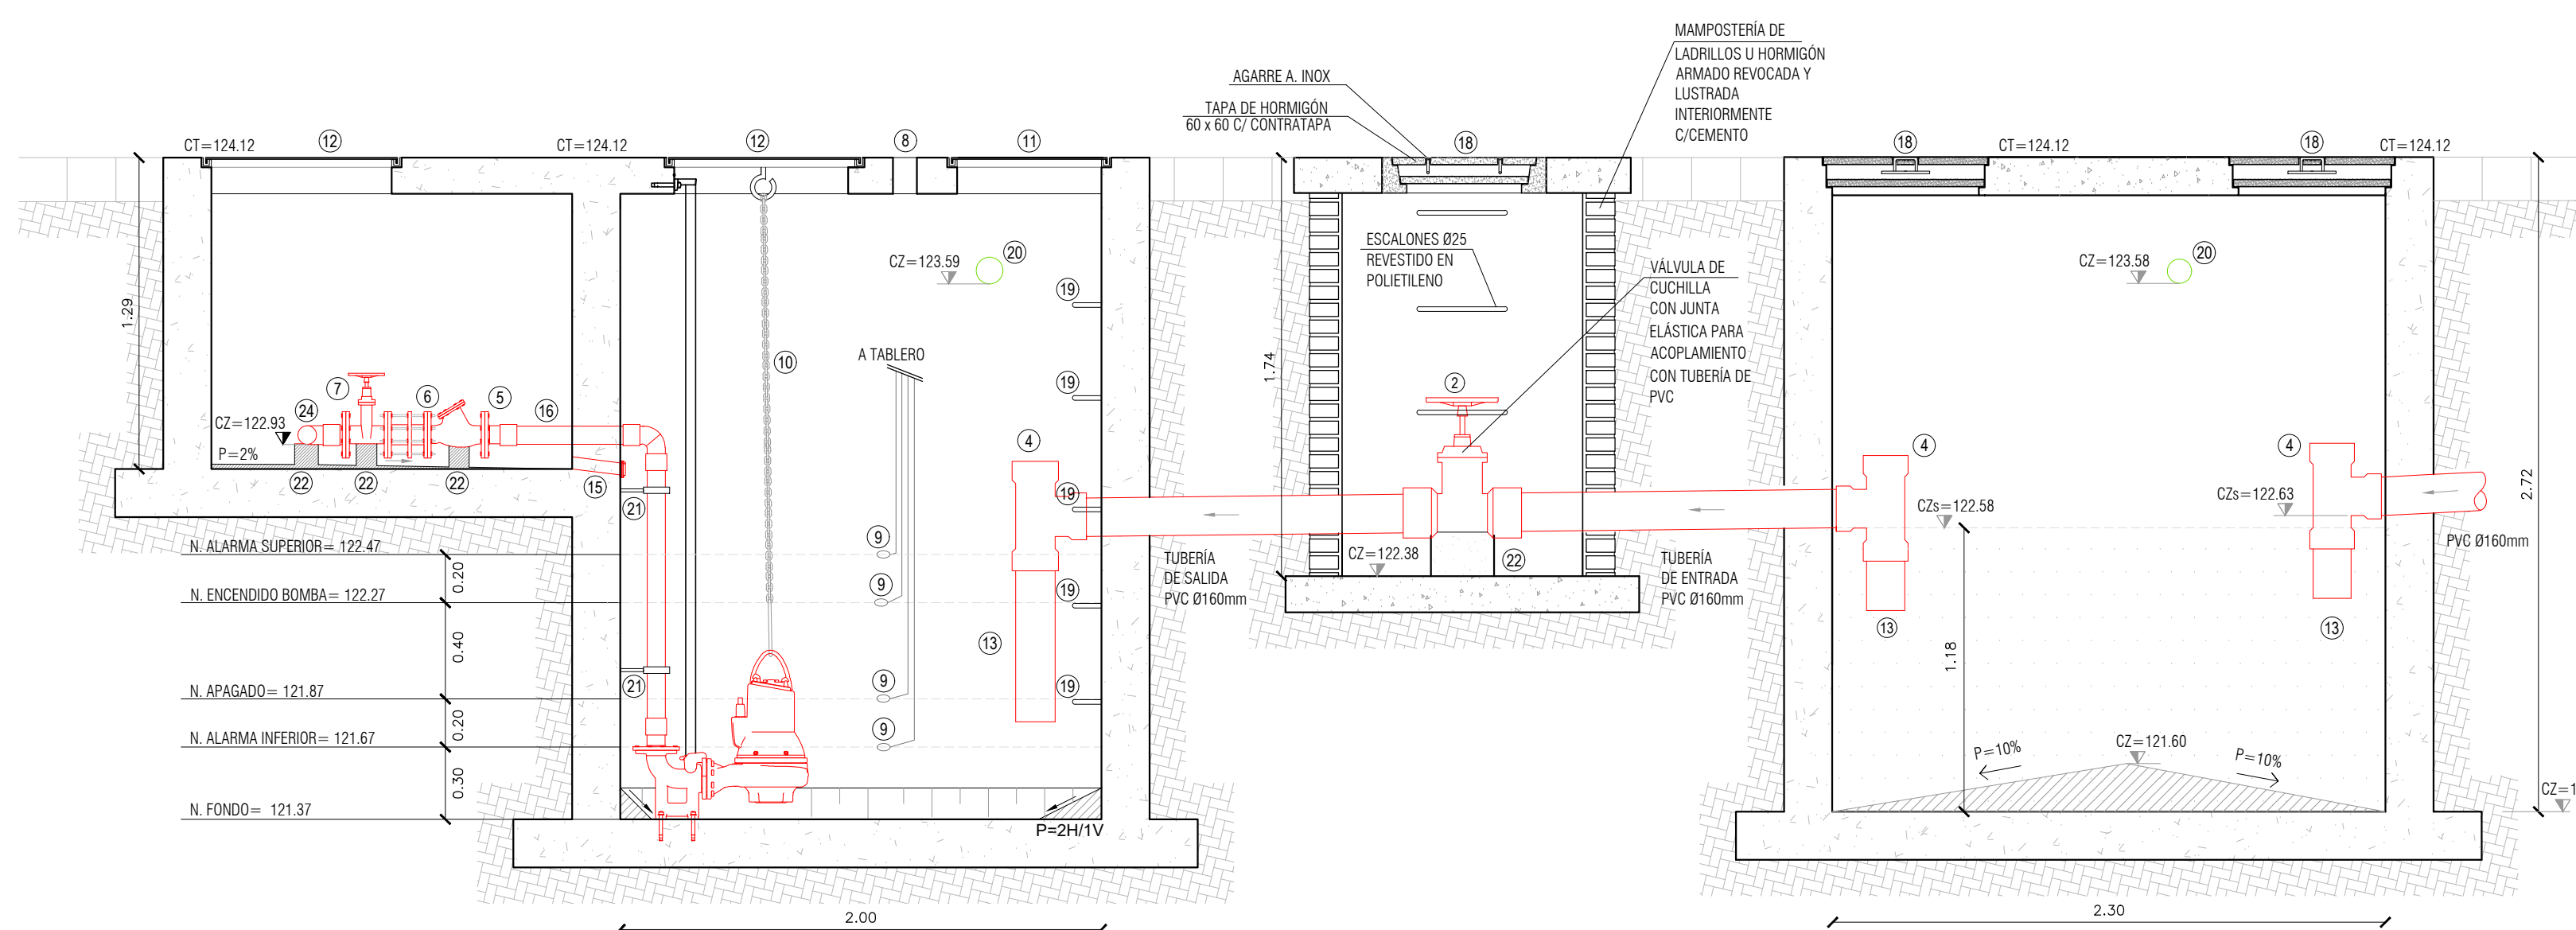 MAMPOSTERÍA DE
LADRILLOS U HORMIGÓN
ARMADO REVOCADA Y
LUSTRADA
INTERIORMENTE
C/CEMENTO
AGARRE A. INOX
TAPA DE HORMIGÓN
60 x 60 C/ CONTRATAPA
CT=124.12
12
CT=124.12
12
8
11
18
18
CT=124.12
18
CT=124.12
1.29
CZ=123.59
20
19
10
A TABLERO
19
7
6
5
24
16
CZ=122.93
P=2%
22
22
22
15
21
4
19
9
N. ALARMA SUPERIOR= 122.47
0.20
9
N. ENCENDIDO BOMBA= 122.27
19
0.40
13
21
9
19
N. APAGADO= 121.87
0.20
9
N. ALARMA INFERIOR= 121.67
0.30
N. FONDO= 121.37
P=2H/1V
2.00
1.74
ESCALONES Ø25
REVESTIDO EN
POLIETILENO
VÁLVULA DE
CUCHILLA
CON JUNTA
ELÁSTICA PARA
ACOPLAMIENTO
CON TUBERÍA DE
PVC
2
CZ=122.38
22
TUBERÍA
DE SALIDA
PVC Ø160mm
TUBERÍA
DE ENTRADA
PVC Ø160mm
CZ=123.58
20
4
4
CZs=122.58
CZs=122.63
PVC Ø160mm
2.72
13
13
1.18
P=10%
CZ=121.60
P=10%
CZ=1
2.30